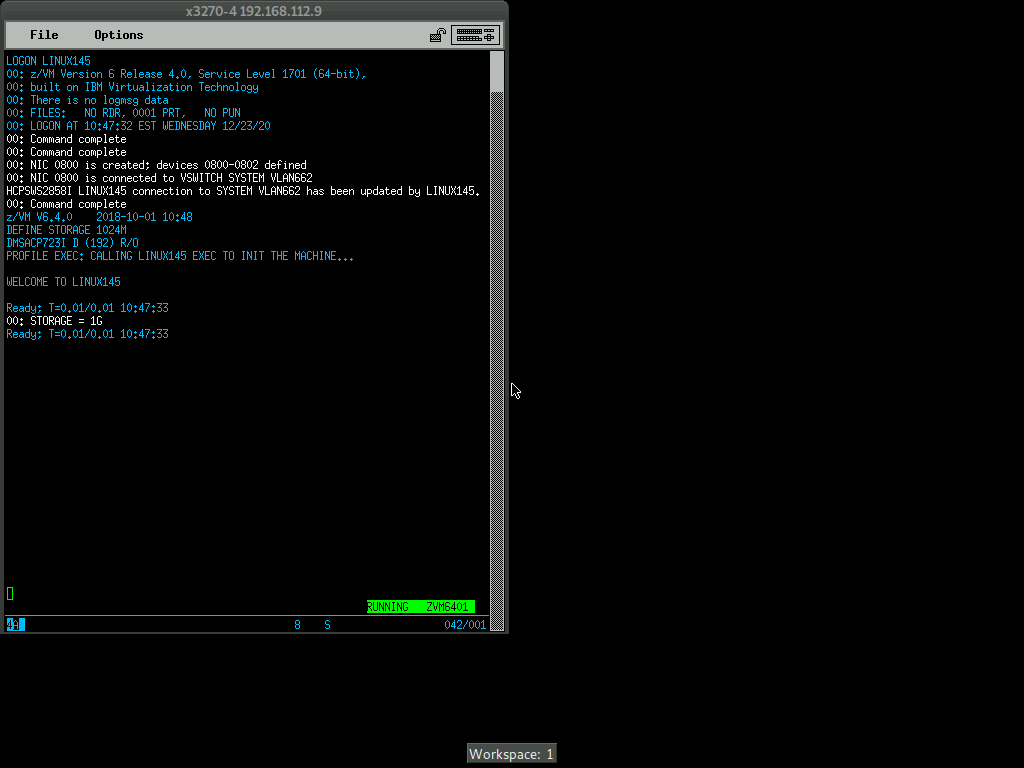 x3270-4 192.168.112.9
File Options
LOGON LINUX145
00: z/VM Version 6 Release 4.0, Service Level 1701 (64-bit),
00: built on IBM Virtualization Technology
00: There is no logmsg data
00: FILES:   NO RDR, 0001 PRT,   NO PUN
00: LOGON AT 10:47:32 EST WEDNESDAY 12/23/20
00: Command complete
00: Command complete
00: NIC 0800 is created; devices 0800-0802 defined
00: NIC 0800 is connected to VSWITCH SYSTEM VLAN662
HCPSWS2858I LINUX145 connection to SYSTEM VLAN662 has been updated by LINUX145.
00: Command complete
z/VM V6.4.0    2018-10-01 10:48
DEFINE STORAGE 1024M
DMSACP723I D (192) R/O
PROFILE EXEC: CALLING LINUX145 EXEC TO INIT THE MACHINE...
WELCOME TO LINUX145
Ready; T=0.01/0.01 10:47:33
00: STORAGE = 1G
Ready; T=0.01/0.01 10:47:33
RUNNING   ZVM6401
4A 8 S 042/001
Workspace: 1